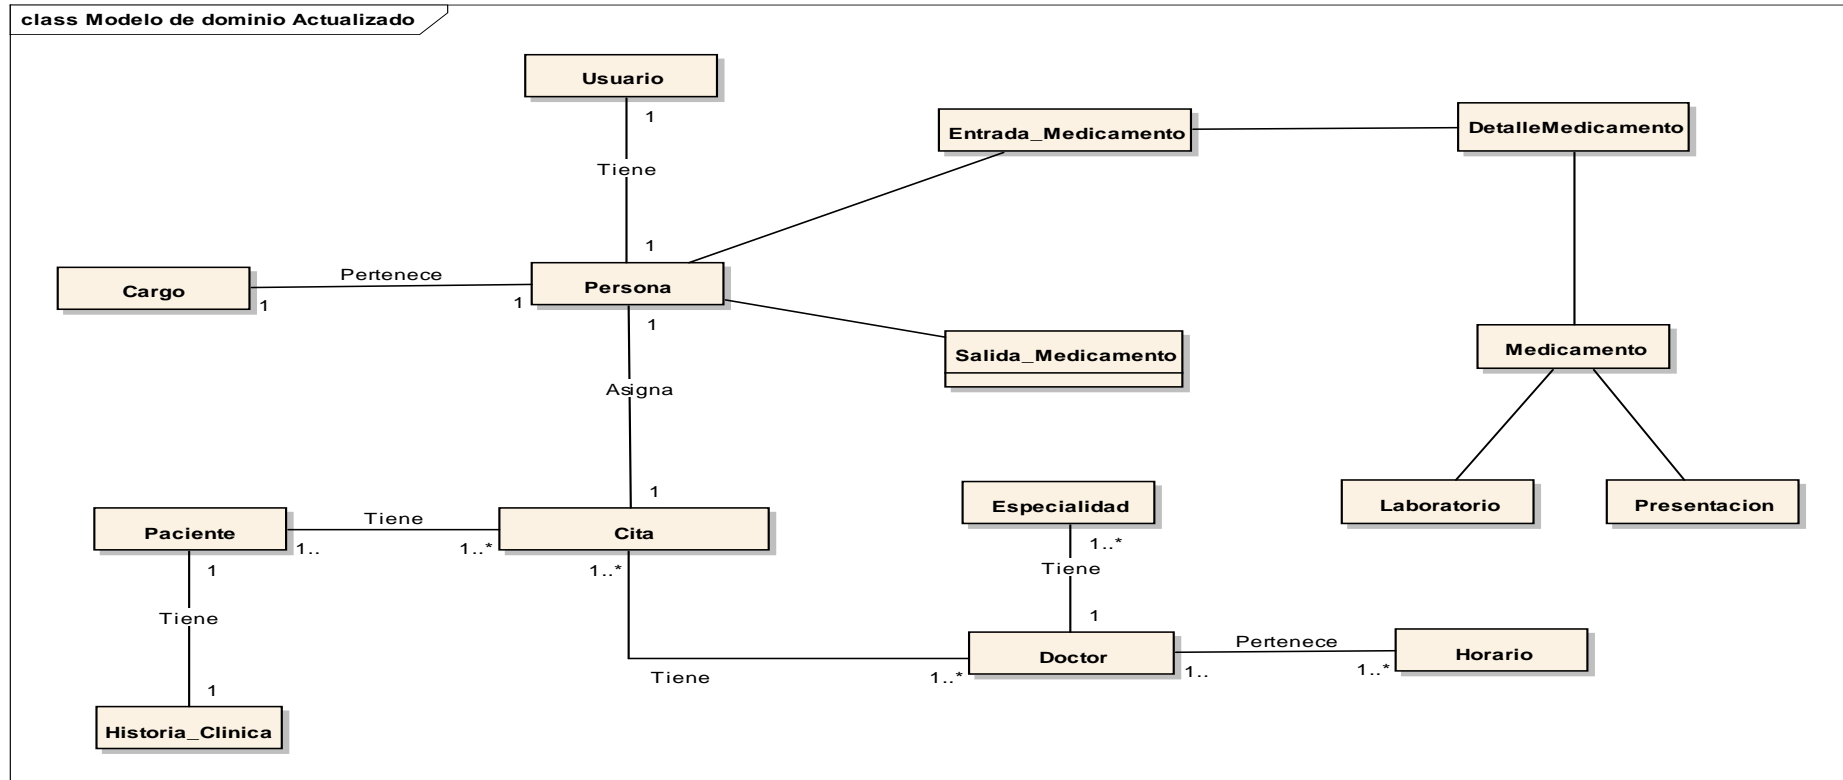 class Modelo de dominio Actualizado
Usuario
1
Tiene
1
Entrada_Medicamento
DetalleMedicamento
Cargo
1
Pertenece
1
Persona
1
Salida_Medicamento
Medicamento
Asigna
1
Laboratorio
Presentacion
Paciente
1..
Tiene
1..*
Cita
1..*
Especialidad
1..*
Tiene
1
1
Tiene
1
Historia_Clinica
Tiene
1..*
Doctor
1..
Pertenece
1..*
Horario